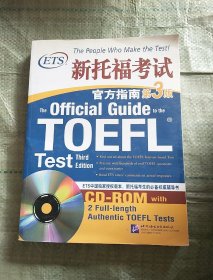 The People Who Make the Test!
ETS
新托福考试
官方指南 第3版
The Official Guide to the
TOEFL®
Test Third Edition
ETS中国独家授权版本，新托福考生的必备权威指导书
CD-ROM with
2 Full-length
Authentic TOEFL Tests